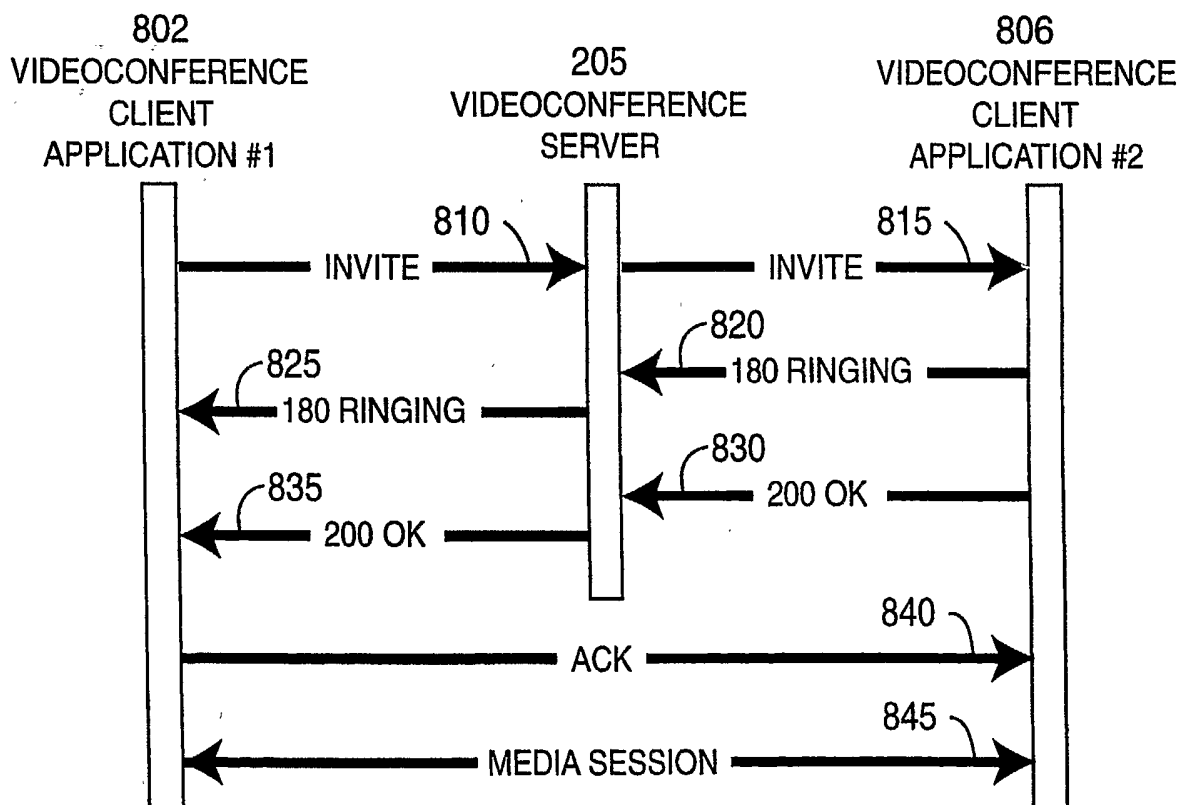 802
VIDEOCONFERENCE
CLIENT
APPLICATION #1
205
VIDEOCONFERENCE
SERVER
806
VIDEOCONFERENCE
CLIENT
APPLICATION #2
810
INVITE
815
INVITE
820
180 RINGING
825
180 RINGING
830
200 OK
835
200 OK
840
ACK
845
MEDIA SESSION